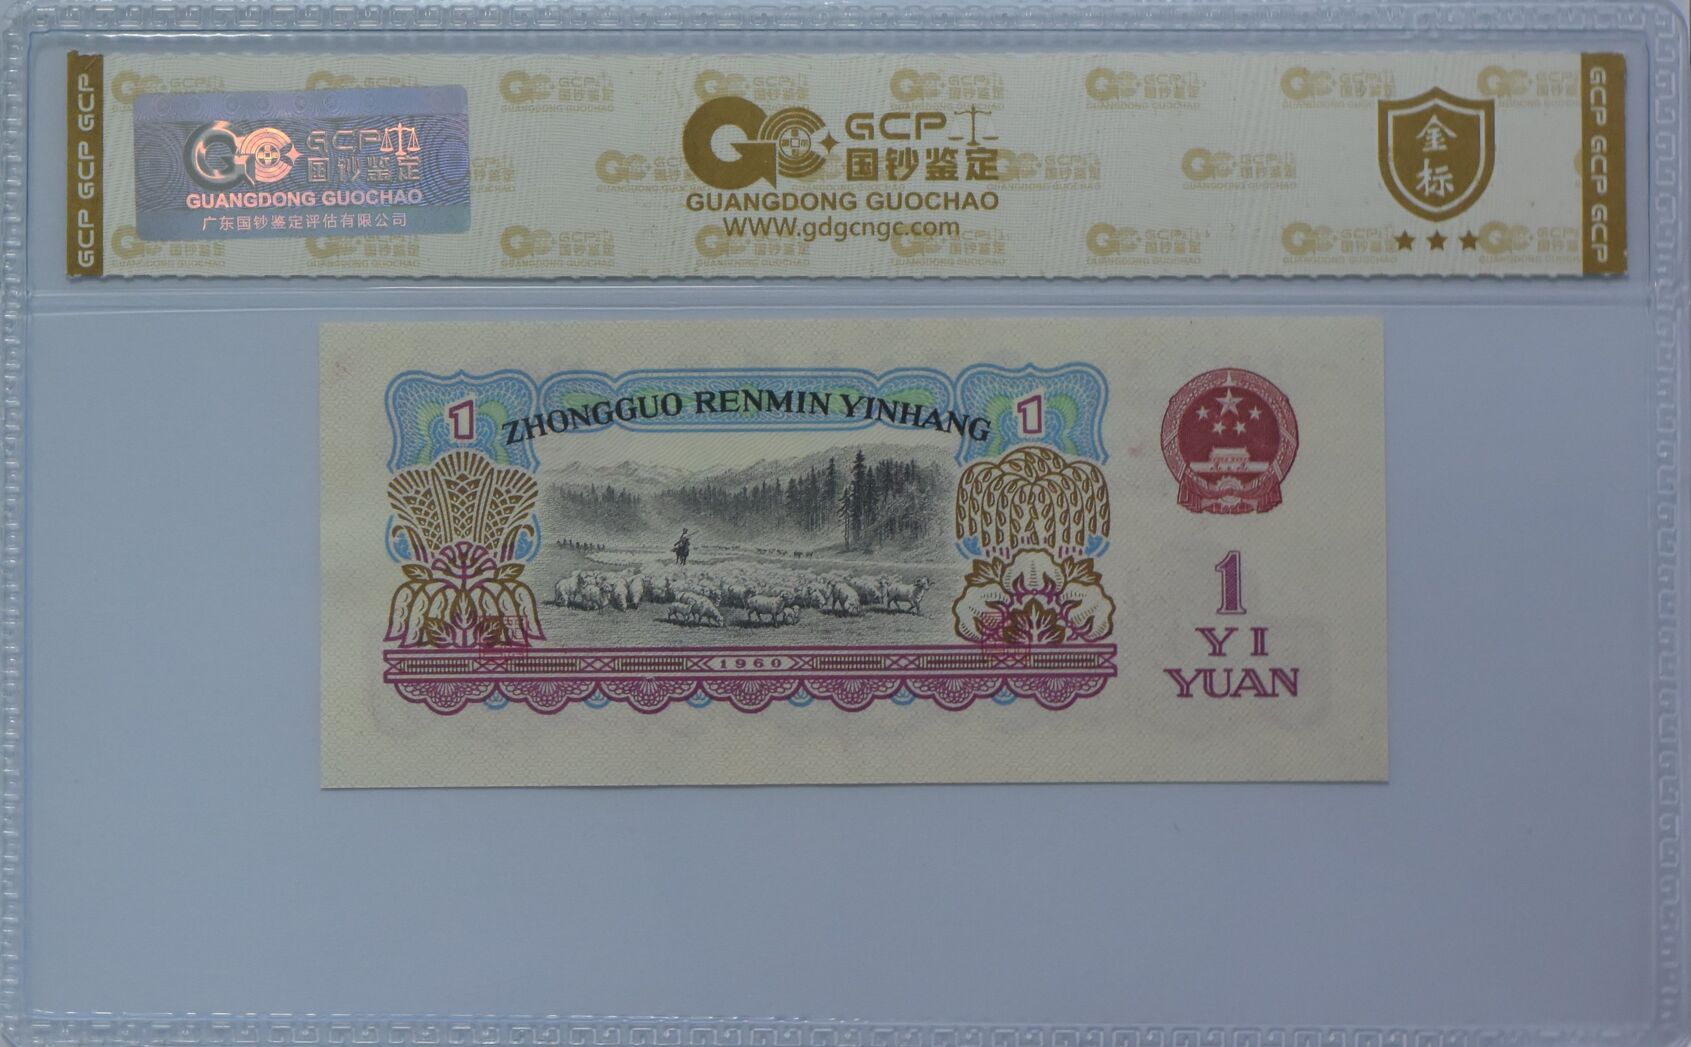 GCP GCP GCP
GCP
国钞鉴定
GUANGDONG GUOCHAO
广东国钞鉴定评估有限公司
GCP
国钞鉴定
GUANGDONG GUOCHAO
www.gdgcngc.com
金
标
GCP GCP GCP
1
ZHONGGUO RENMIN YINHANG
1
1
YI
YUAN
1960